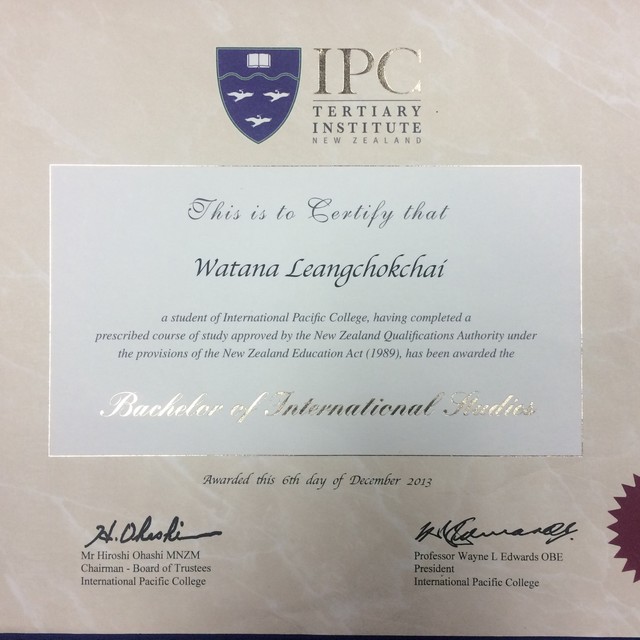 IPC
TERTIARY
INSTITUTE
NEW ZEALAND
This is to Certify that
Watana Leangchokchai
a student of International Pacific College, having completed a
prescribed course of study approved by the New Zealand Qualifications Authority under
the provisions of the New Zealand Education Act (1989), has been awarded the
Bachelor of International Studies
Awarded this 6th day of December 2013
H. Ohashi
Mr Hiroshi Ohashi MNZM
Chairman - Board of Trustees
International Pacific College
Professor Wayne L Edwards OBE
President
International Pacific College